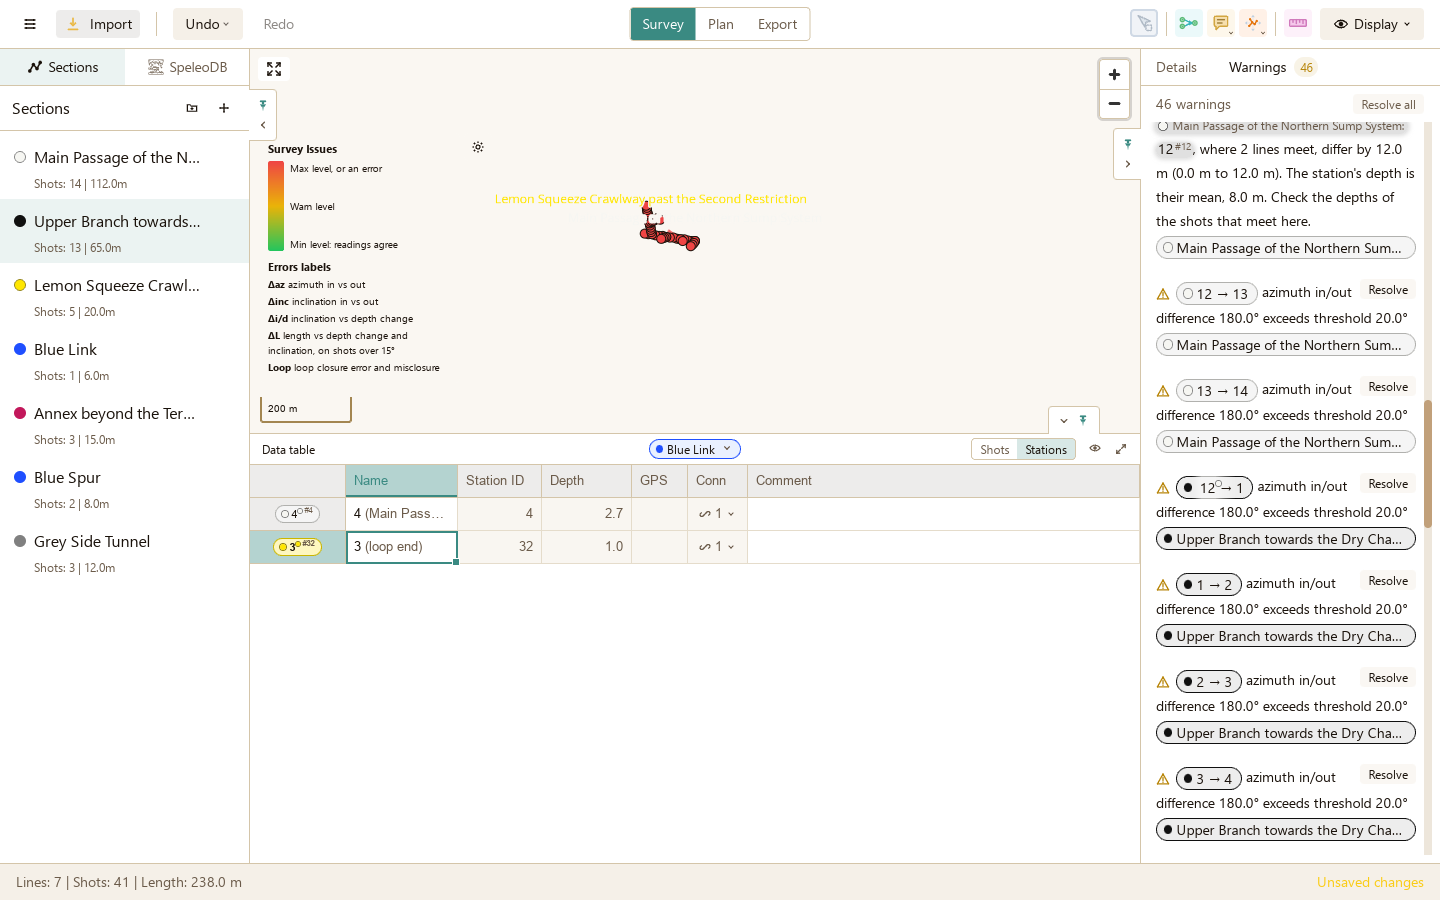 Import
Undo
Redo
Survey
Plan
Export
Display
Sections
SpeleoDB
Sections
Main Passage of the N...
Shots: 14 | 112.0m
Upper Branch towards...
Shots: 13 | 65.0m
Lemon Squeeze Crawl...
Shots: 5 | 20.0m
Blue Link
Shots: 1 | 6.0m
Annex beyond the Ter...
Shots: 3 | 15.0m
Blue Spur
Shots: 2 | 8.0m
Grey Side Tunnel
Shots: 3 | 12.0m
Survey Issues
Max level, or an error
Warn level
Min level: readings agree
Errors labels
Δaz azimuth in vs out
Δinc inclination in vs out
Δi/d inclination vs depth change
ΔL length vs depth change and
inclination, on shots over 15°
Loop loop closure error and misclosure
200 m
Lemon Squeeze Crawlway past the Second Restriction
Data table
Blue Link
Shots
Stations
Name Station ID Depth GPS Conn Comment
4 #4 4 (Main Pass... 4 2.7 1
3 #32 3 (loop end) 32 1.0 1
Details
Warnings 46
46 warnings
Resolve all
Main Passage of the Northern Sump System:
12 #12, where 2 lines meet, differ by 12.0
m (0.0 m to 12.0 m). The station's depth is
their mean, 8.0 m. Check the depths of
the shots that meet here.
Main Passage of the Northern Sum...
12 → 13 azimuth in/out Resolve
difference 180.0° exceeds threshold 20.0°
Main Passage of the Northern Sum...
13 → 14 azimuth in/out Resolve
difference 180.0° exceeds threshold 20.0°
Main Passage of the Northern Sum...
12 → 1 azimuth in/out Resolve
difference 180.0° exceeds threshold 20.0°
Upper Branch towards the Dry Cha...
1 → 2 azimuth in/out Resolve
difference 180.0° exceeds threshold 20.0°
Upper Branch towards the Dry Cha...
2 → 3 azimuth in/out Resolve
difference 180.0° exceeds threshold 20.0°
Upper Branch towards the Dry Cha...
3 → 4 azimuth in/out Resolve
difference 180.0° exceeds threshold 20.0°
Upper Branch towards the Dry Cha...
Lines: 7 | Shots: 41 | Length: 238.0 m
Unsaved changes